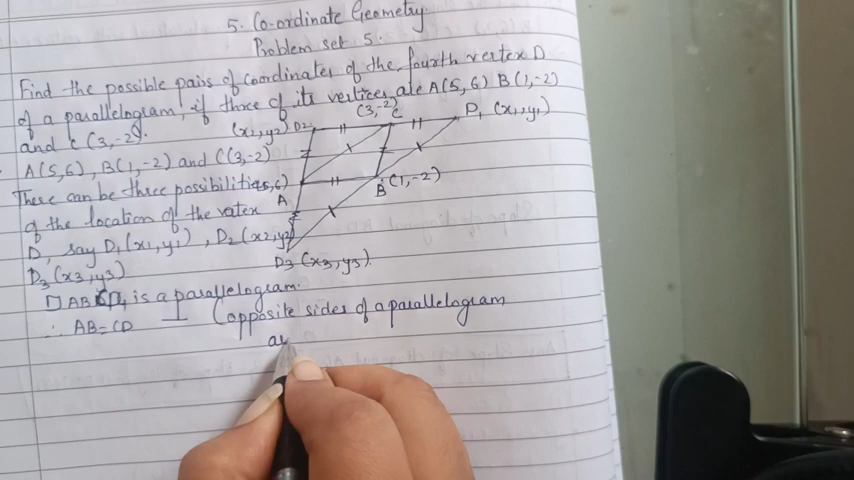 5. Co-ordinate Geometry
Problem set 5.
Find the possible pairs of coordinates of the fourth vertex D
of a parallelogram, if three of its vertices are A(5,6) B(1,-2)
and C(3,-2).
A(5,6), B(1,-2) and C(3,-2)
There can be three possibilities
of the location of the vertex
D, say D1(x1,y1), D2(x2,y2)
D3(x3,y3)
(3,-2)
C
D1 (x1,y1)
(x2,y2) D2
(5,6)
A
B (1,-2)
D3 (x3,y3).
is a parallelogram.
∴ AB=CD (opposite sides of a parallelogram